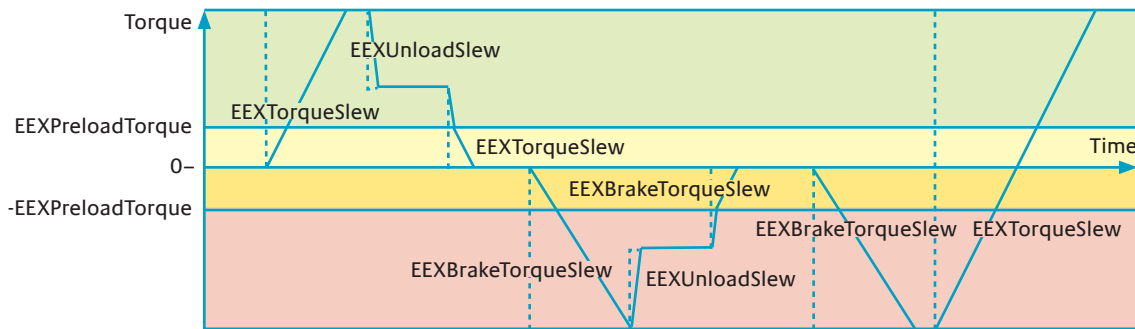 Torque
EEXUnloadSlew
EEXTorqueSlew
EEXPreloadTorque
EEXTorqueSlew
Time
0–
EEXBrakeTorqueSlew
-EEXPreloadTorque
EEXBrakeTorqueSlew
EEXTorqueSlew
EEXBrakeTorqueSlew
EEXUnloadSlew